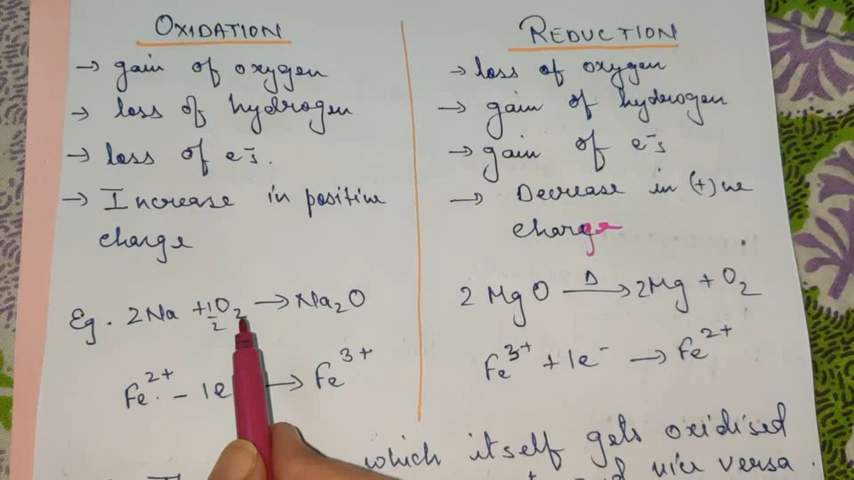 OXIDATION
→ gain of oxygen
→ loss of hydrogen
→ loss of e⁻s.
→ Increase in positive
charge
Eg. 2Na + 1/2 O₂ → Na₂O
Fe²⁺ - 1e → Fe³⁺
REDUCTION
→ loss of oxygen
→ gain of hydrogen
→ gain of e⁻s
→ Decrease in (+)ve
charge
2 MgO —Δ→ 2Mg + O₂
Fe³⁺ + 1e⁻ → Fe²⁺
which itself gets oxidised
vice versa.